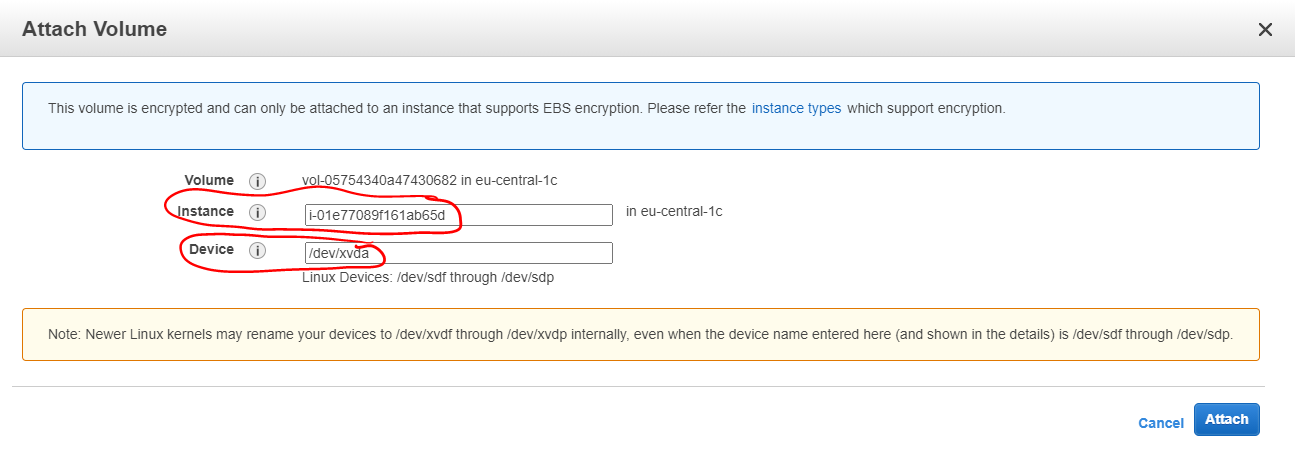 Attach Volume
This volume is encrypted and can only be attached to an instance that supports EBS encryption. Please refer the instance types which support encryption.
Volume vol-05754340a47430682 in eu-central-1c
Instance i-01e77089f161ab65d in eu-central-1c
Device /dev/xvda
Linux Devices: /dev/sdf through /dev/sdp
Note: Newer Linux kernels may rename your devices to /dev/xvdf through /dev/xvdp internally, even when the device name entered here (and shown in the details) is /dev/sdf through /dev/sdp.
Cancel Attach